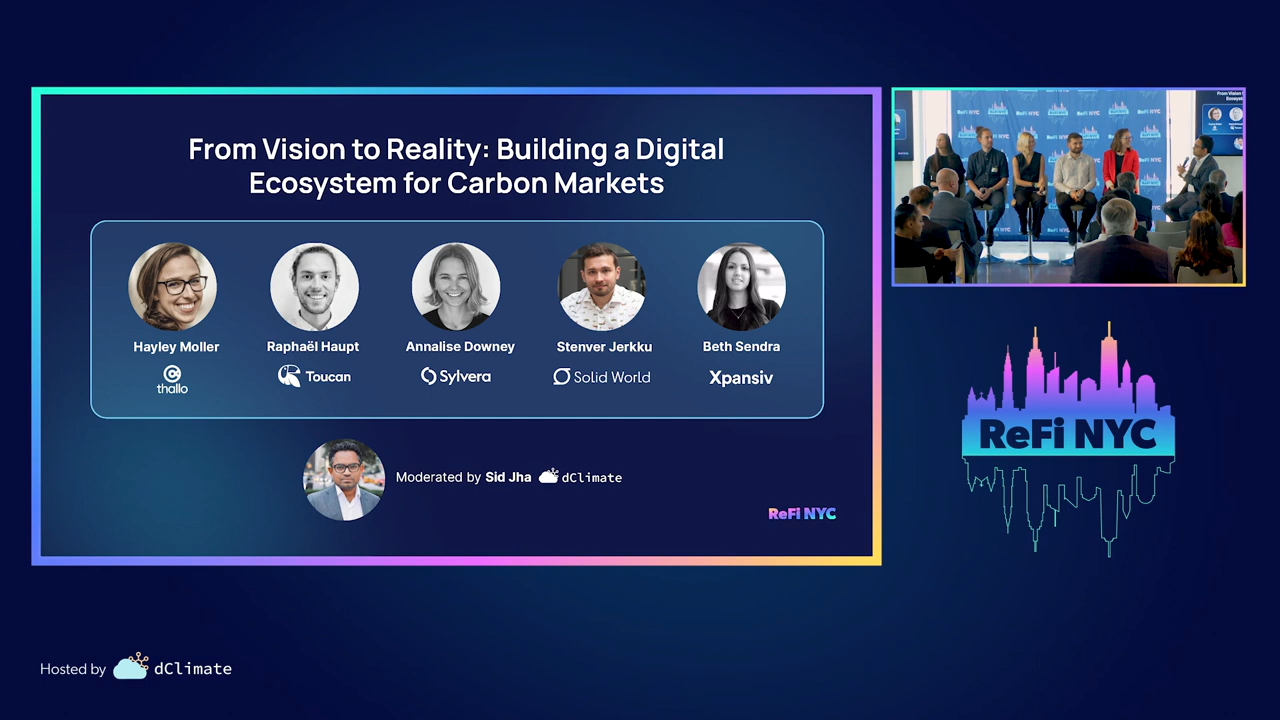 From Vision to Reality: Building a Digital
Ecosystem for Carbon Markets
Hayley Moller
Raphaël Haupt
Annalise Downey
Stenver Jerkku
Beth Sendra
thallo
Toucan
Sylvera
Solid World
Xpansiv
Moderated by Sid Jha dClimate
ReFi NYC
ReFi NYC
ReFi NYC
Hosted by dClimate